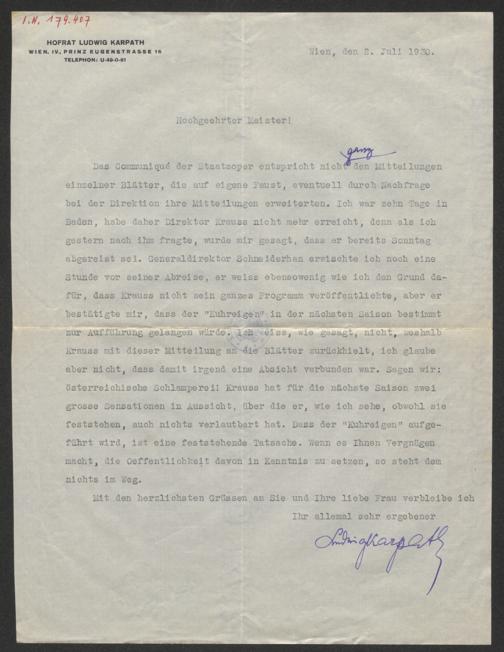 I.N. 179.407
HOFRAT LUDWIG KARPATH
WIEN, IV., PRINZ EUGENSTRASSE 16
TELEPHON: U-49-0-61
Wien, den 2. Juli 1930.
Hochgeehrter Meister!
ganz
Das Communiqué der Staatsoper entspricht nicht den Mitteilungen
einzelner Blätter, die auf eigene Faust, eventuell durch Nachfrage
bei der Direktion ihre Mitteilungen erweiterten. Ich war zehn Tage in
Baden, habe daher Direktor Krauss nicht mehr erreicht, denn als ich
gestern nach ihm fragte, wurde mir gesagt, dass er bereits Sonntag
abgereist sei. Generaldirektor Schneiderhan erwischte ich noch eine
Stunde vor seiner Abreise, er weiss ebensowenig wie ich den Grund da-
für, dass Krauss nicht sein ganzes Programm veröffentlichte, aber er
bestätigte mir, dass der "Kuhreigen" in der nächsten Saison bestimmt
zur Aufführung gelangen würde. Ich weiss, wie gesagt, nicht, weshalb
Krauss mit dieser Mitteilung an die Blätter zurückhielt, ich glaube
aber nicht, dass damit irgend eine Absicht verbunden war. Sagen wir:
österreichische Schlamperei! Krauss hat für die nächste Saison zwei
grosse Sensationen in Aussicht, über die er, wie ich sehe, obwohl sie
feststehen, auch nichts verlautbart hat. Dass der "Kuhreigen" aufge-
führt wird, ist eine feststehende Tatsache. Wenn es Ihnen Vergnügen
macht, die Oeffentlichkeit davon in Kenntnis zu setzen, so steht dem
nichts im Weg.
Mit den herzlichsten Grüssen an Sie und Ihre liebe Frau verbleibe ich
Ihr allemal sehr ergebener
Ludwig Karpath